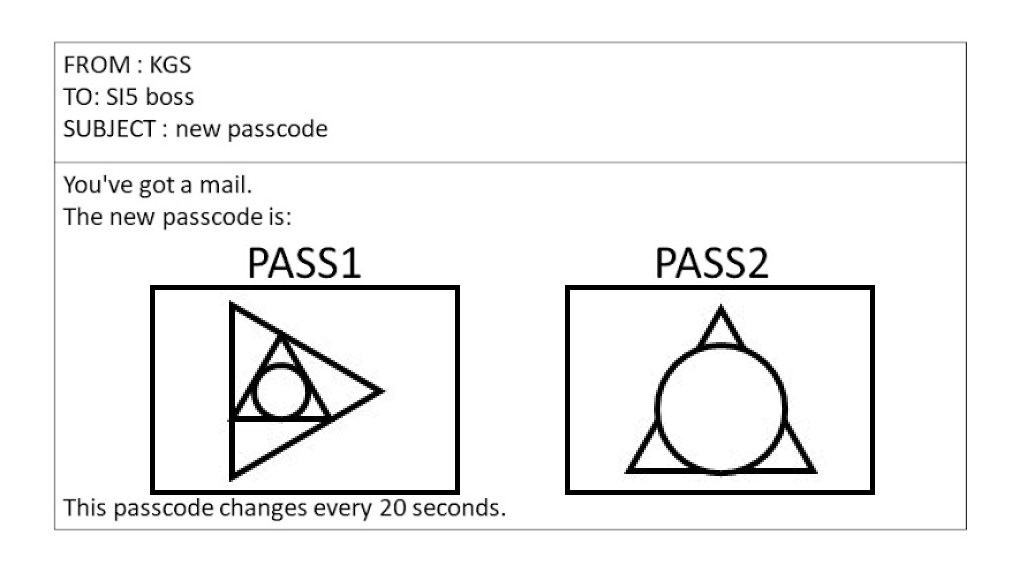 FROM : KGS
TO: SI5 boss
SUBJECT : new passcode
You've got a mail.
The new passcode is:
PASS1
PASS2
This passcode changes every 20 seconds.